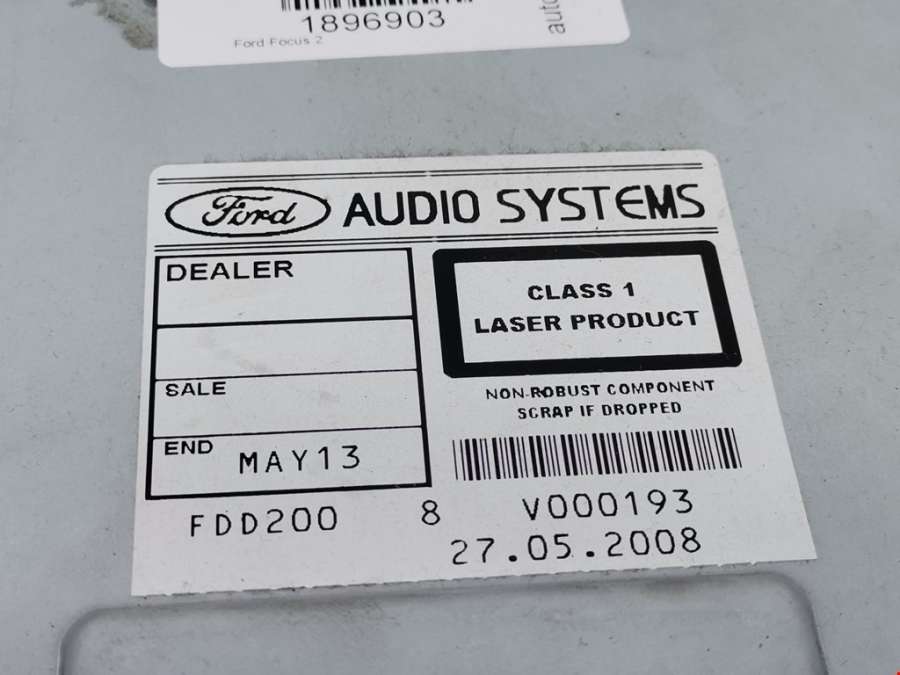 1896903
Ford Focus 2
auto
Ford AUDIO SYSTEMS
DEALER
SALE
END MAY13
CLASS 1
LASER PRODUCT
NON-ROBUST COMPONENT
SCRAP IF DROPPED
FDD200 8 V000193
27.05.2008